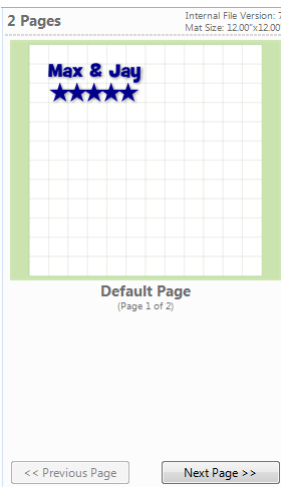 2 Pages
Internal File Version: 7
Mat Size: 12.00"x12.00"
Max & Jay
Default Page
(Page 1 of 2)
<< Previous Page
Next Page >>